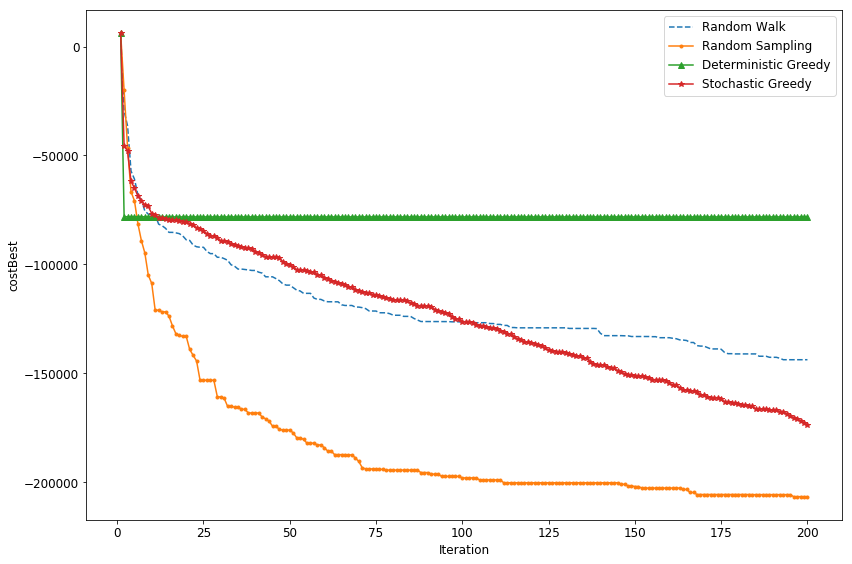 Random Walk
Random Sampling
Deterministic Greedy
Stochastic Greedy
0
−50000
−100000
−150000
−200000
costBest
0 25 50 75 100 125 150 175 200
Iteration